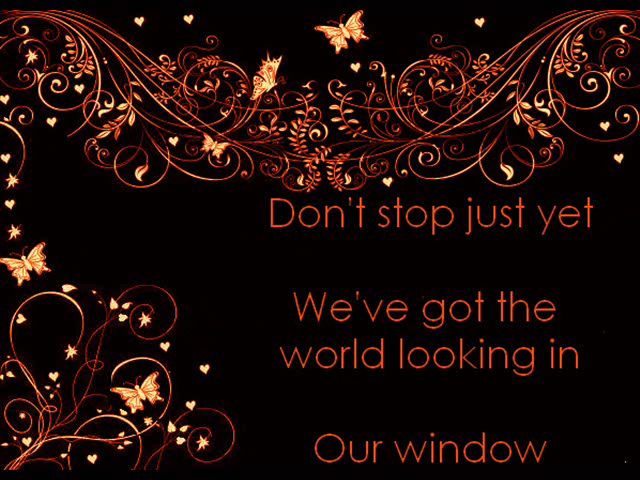 Don't stop just yet
We've got the
world looking in
Our window